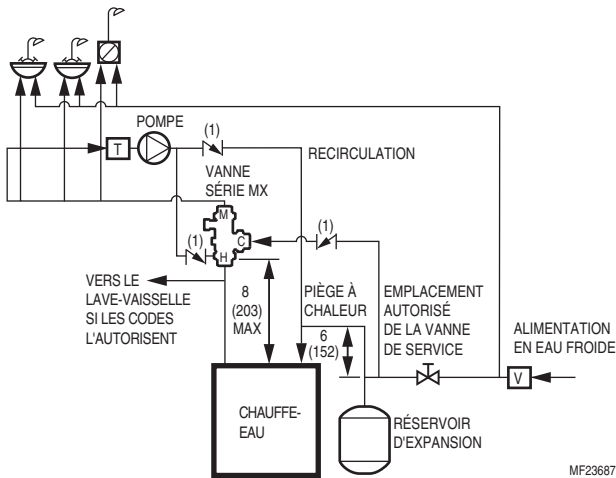 POMPE
(1)
T
RECIRCULATION
VANNE
SÉRIE MX
M
C
H
(1)
(1)
VERS LE
LAVE-VAISSELLE
SI LES CODES
L'AUTORISENT
8
(203)
MAX
PIÈGE À
CHALEUR
6
(152)
EMPLACEMENT
AUTORISÉ
DE LA VANNE
DE SERVICE
ALIMENTATION
EN EAU FROIDE
V
CHAUFFE-
EAU
RÉSERVOIR
D'EXPANSION
MF23687